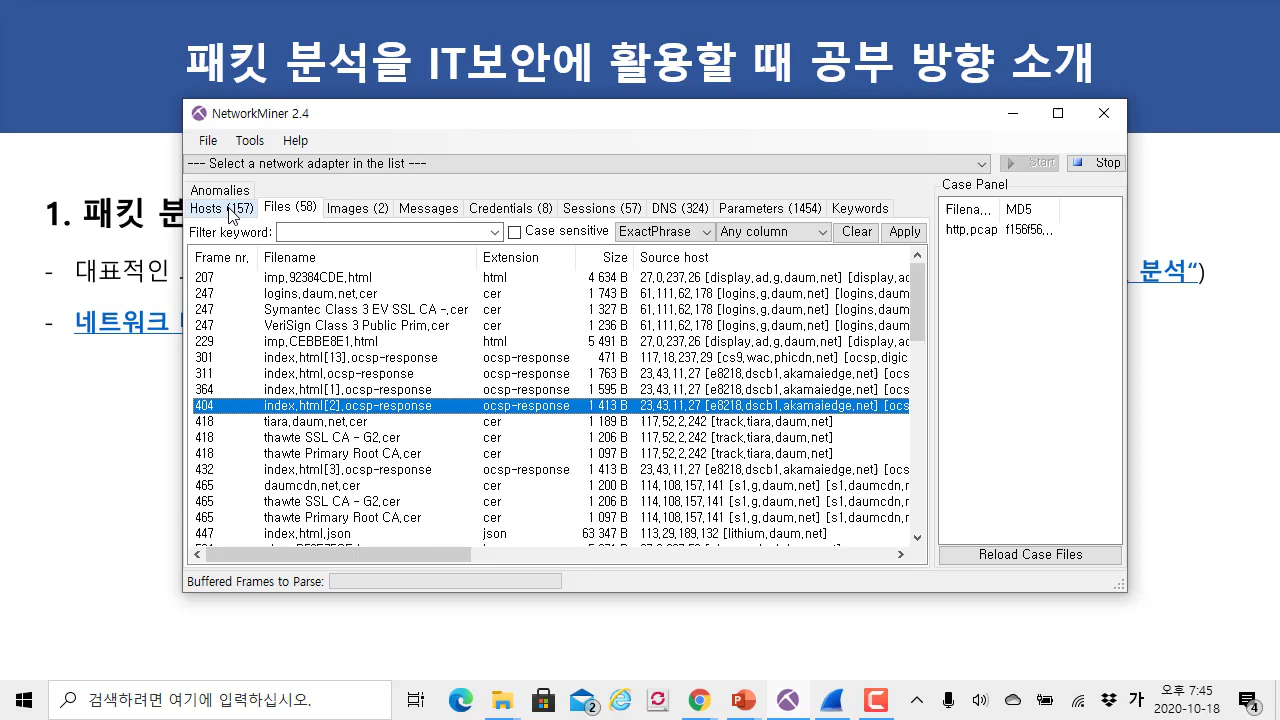 패킷 분석을 IT보안에 활용할 때 공부 방향 소개
NetworkMiner 2.4
File Tools Help
--- Select a network adapter in the list ---
Start
Stop
Anomalies
Hosts (157) Files (58) Images (2) Messages Credentials (8) Sessions (57) DNS (324) Parameters (1454) Keywords
Filter keyword:
Case sensitive
ExactPhrase
Any column
Clear
Apply
Frame nr. Filename Extension Size Source host
207 imp.92384CDE.html html 4 634 B 27.0.237.26 [display.ad.g.daum.net] [display.ad
247 logins.daum.net.cer cer 1 743 B 61.111.62.178 [logins.g.daum.net] [logins.daum
247 Symantec Class 3 EV SSL CA -.cer cer 1 327 B 61.111.62.178 [logins.g.daum.net] [logins.daum
247 VeriSign Class 3 Public Prim.cer cer 1 236 B 61.111.62.178 [logins.g.daum.net] [logins.daum
229 imp.CEBBE8E1.html html 5 491 B 27.0.237.26 [display.ad.g.daum.net] [display.ad
301 index.html[13].ocsp-response ocsp-response 471 B 117.18.237.29 [cs9.wac.phicdn.net] [ocsp.digic
311 index.html.ocsp-response ocsp-response 1 763 B 23.43.11.27 [e8218.dscb1.akamaiedge.net] [ocs
364 index.html[1].ocsp-response ocsp-response 1 595 B 23.43.11.27 [e8218.dscb1.akamaiedge.net] [ocs
404 index.html[2].ocsp-response ocsp-response 1 413 B 23.43.11.27 [e8218.dscb1.akamaiedge.net] [ocs
418 tiara.daum.net.cer cer 1 189 B 117.52.2.242 [track.tiara.daum.net]
418 thawte SSL CA - G2.cer cer 1 206 B 117.52.2.242 [track.tiara.daum.net]
418 thawte Primary Root CA.cer cer 1 097 B 117.52.2.242 [track.tiara.daum.net]
432 index.html[3].ocsp-response ocsp-response 1 413 B 23.43.11.27 [e8218.dscb1.akamaiedge.net] [ocs
465 daumcdn.net.cer cer 1 200 B 114.108.157.141 [s1.g.daum.net] [s1.daumcdn.n
465 thawte SSL CA - G2.cer cer 1 206 B 114.108.157.141 [s1.g.daum.net] [s1.daumcdn.n
465 thawte Primary Root CA.cer cer 1 097 B 114.108.157.141 [s1.g.daum.net] [s1.daumcdn.n
447 index.html.json json 63 347 B 113.29.189.132 [lithium.daum.net]
Buffered Frames to Parse:
Case Panel
Filena... MD5
http.pcap f156f56...
Reload Case Files
1. 패킷 분
- 대표적인
분석“)
- 네트워크
검색하려면 여기에 입력하십시오.
2
가
오후 7:45
2020-10-18
4